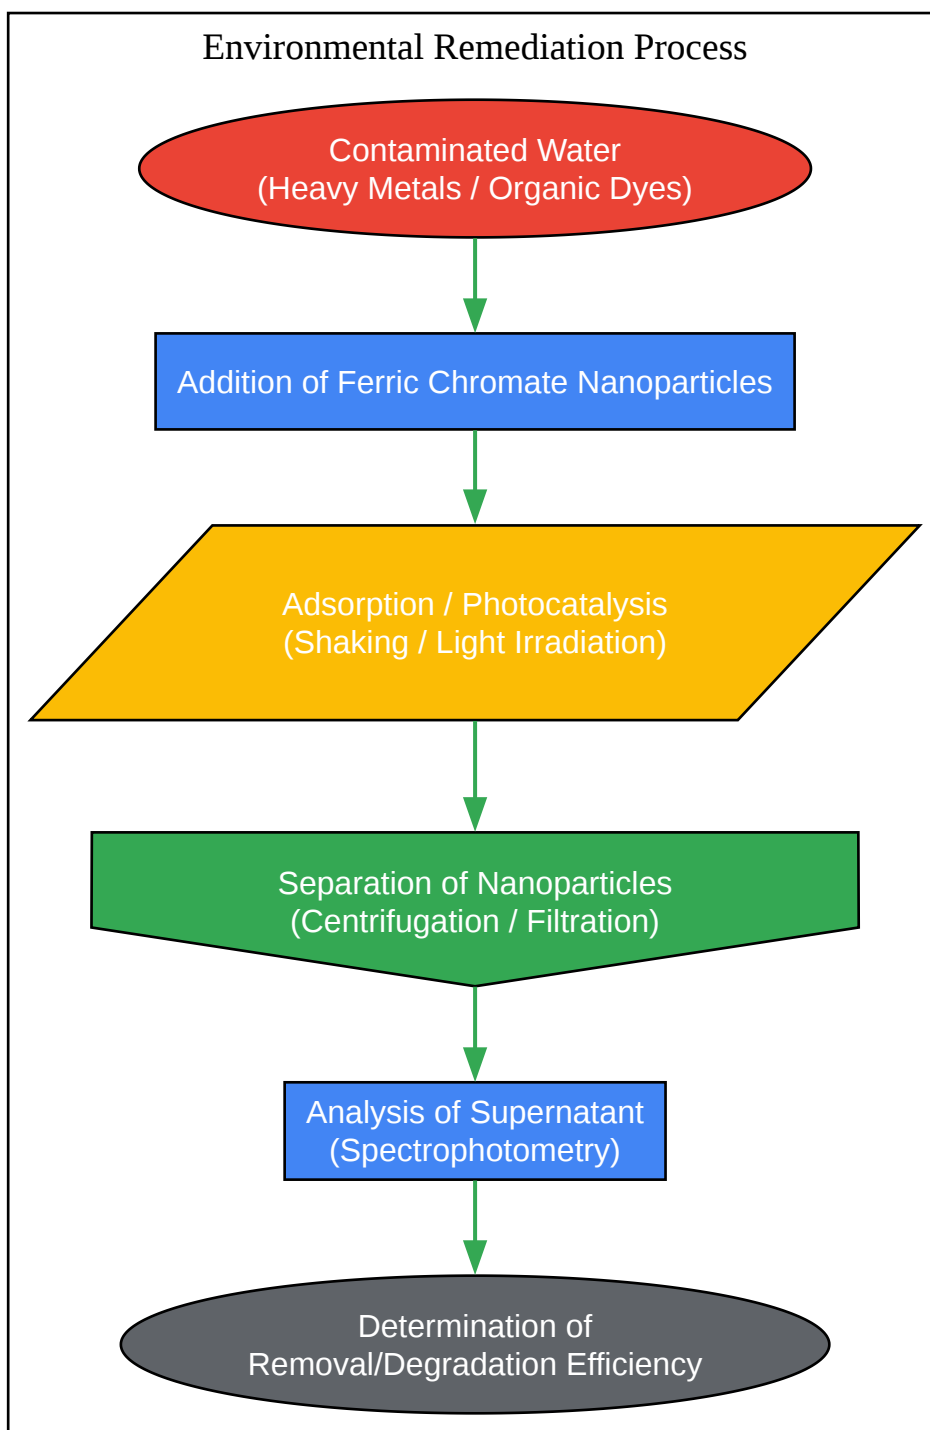 Environmental Remediation Process
Contaminated Water
(Heavy Metals / Organic Dyes)
Addition of Ferric Chromate Nanoparticles
Adsorption / Photocatalysis
(Shaking / Light Irradiation)
Separation of Nanoparticles
(Centrifugation / Filtration)
Analysis of Supernatant
(Spectrophotometry)
Determination of
Removal/Degradation Efficiency